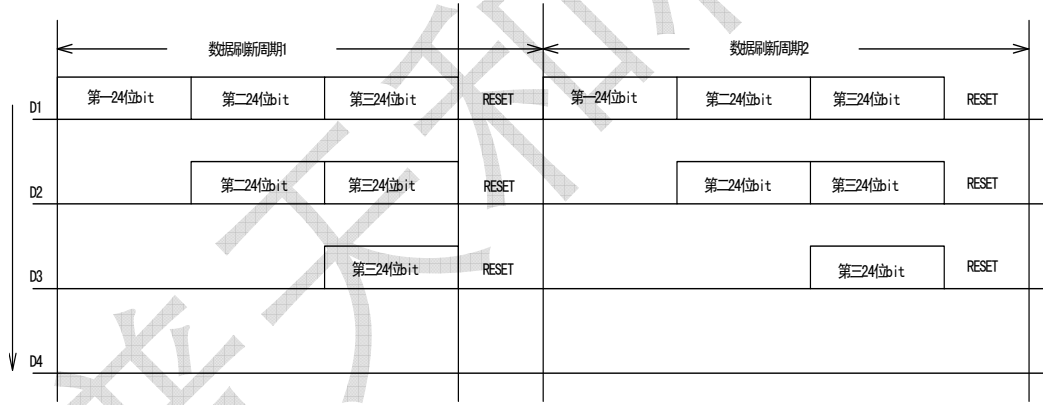 数据刷新周期1
数据刷新周期2
D1 第一24位bit 第二24位bit 第三24位bit RESET 第一24位bit 第二24位bit 第三24位bit RESET
D2 第二24位bit 第三24位bit RESET 第二24位bit 第三24位bit RESET
D3 第三24位bit RESET 第三24位bit RESET
D4